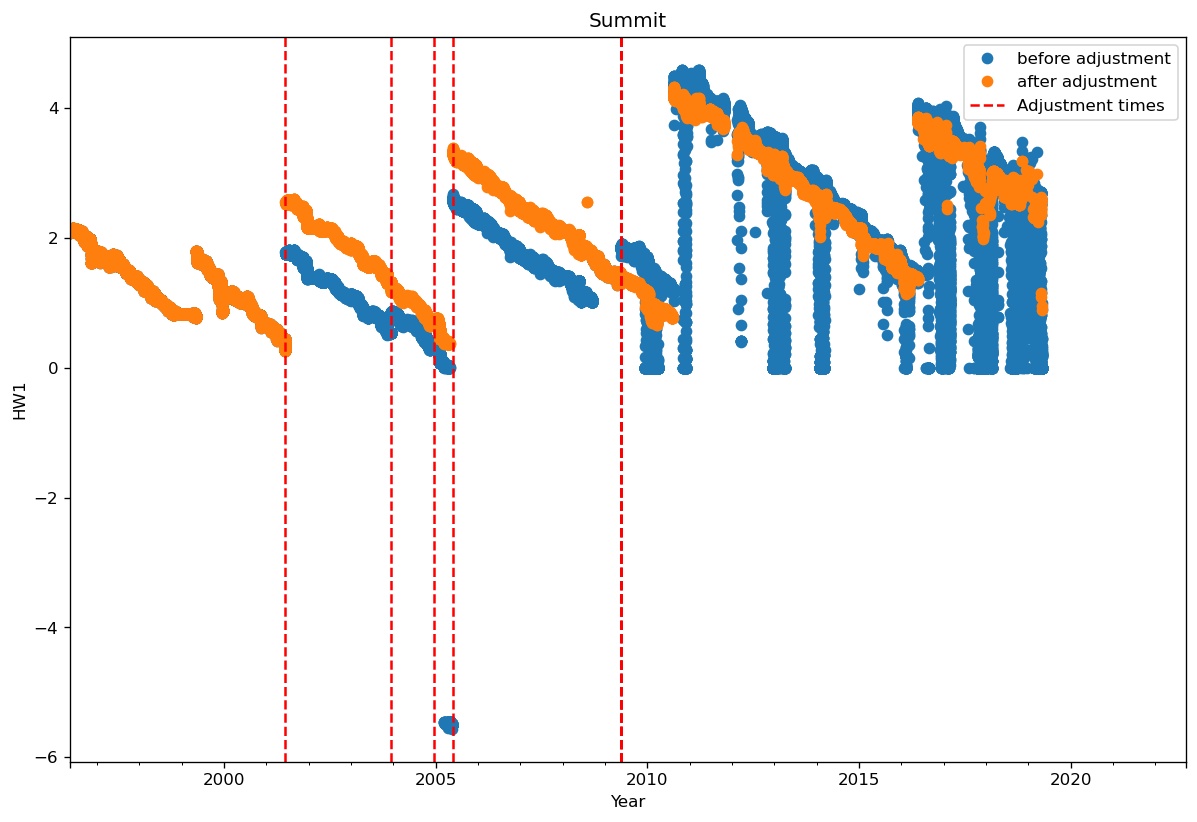 Summit
before adjustment
after adjustment
Adjustment times
HW1
4
2
0
−2
−4
−6
2000 2005 2010 2015 2020
Year